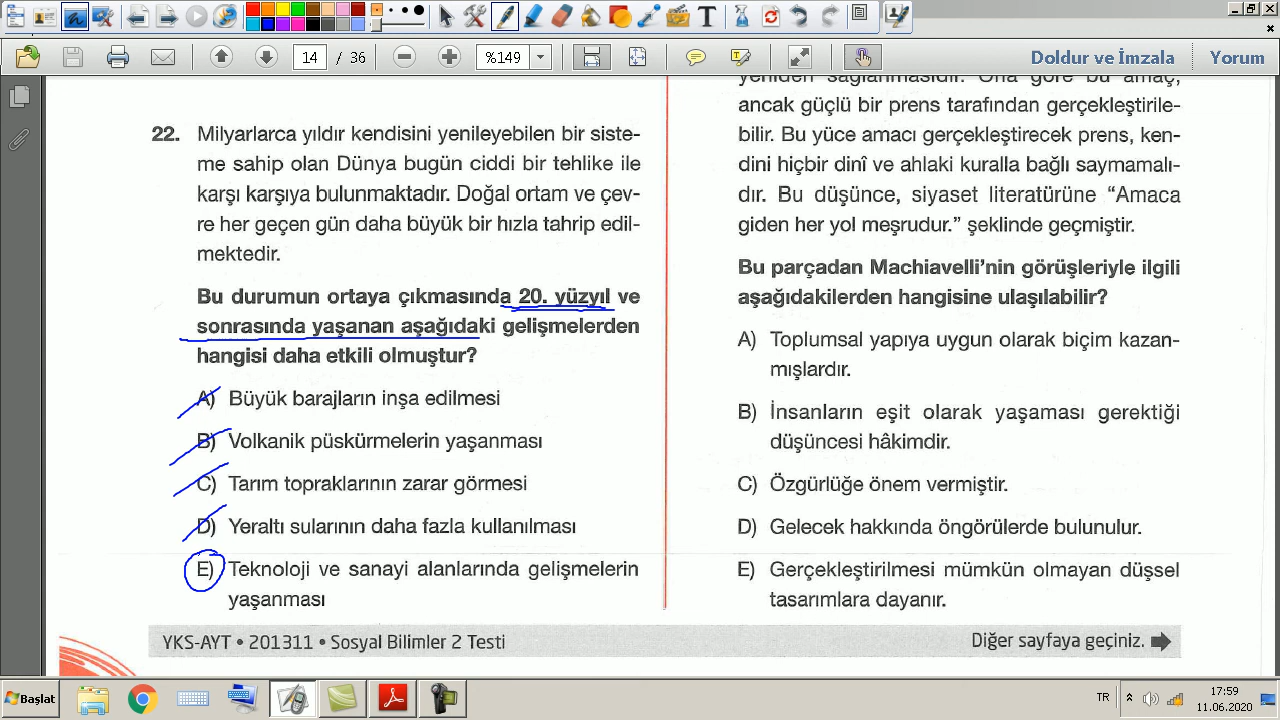 14 / 36
%149
Doldur ve İmzala
Yorum
22. Milyarlarca yıldır kendisini yenileyebilen bir siste-
me sahip olan Dünya bugün ciddi bir tehlike ile
karşı karşıya bulunmaktadır. Doğal ortam ve çev-
re her geçen gün daha büyük bir hızla tahrip edil-
mektedir.
Bu durumun ortaya çıkmasında 20. yüzyıl ve
sonrasında yaşanan aşağıdaki gelişmelerden
hangisi daha etkili olmuştur?
A) Büyük barajların inşa edilmesi
B) Volkanik püskürmelerin yaşanması
C) Tarım topraklarının zarar görmesi
D) Yeraltı sularının daha fazla kullanılması
E) Teknoloji ve sanayi alanlarında gelişmelerin
yaşanması
yeniden sağlanmasıdır. Ona göre bu amaç,
ancak güçlü bir prens tarafından gerçekleştirile-
bilir. Bu yüce amacı gerçekleştirecek prens, ken-
dini hiçbir dinî ve ahlaki kuralla bağlı saymamalı-
dır. Bu düşünce, siyaset literatürüne “Amaca
giden her yol meşrudur.” şeklinde geçmiştir.
Bu parçadan Machiavelli’nin görüşleriyle ilgili
aşağıdakilerden hangisine ulaşılabilir?
A) Toplumsal yapıya uygun olarak biçim kazan-
mışlardır.
B) İnsanların eşit olarak yaşaması gerektiği
düşüncesi hâkimdir.
C) Özgürlüğe önem vermiştir.
D) Gelecek hakkında öngörülerde bulunulur.
E) Gerçekleştirilmesi mümkün olmayan düşsel
tasarımlara dayanır.
YKS-AYT • 201311 • Sosyal Bilimler 2 Testi
Diğer sayfaya geçiniz.
Başlat
TR
17:59
11.06.2020